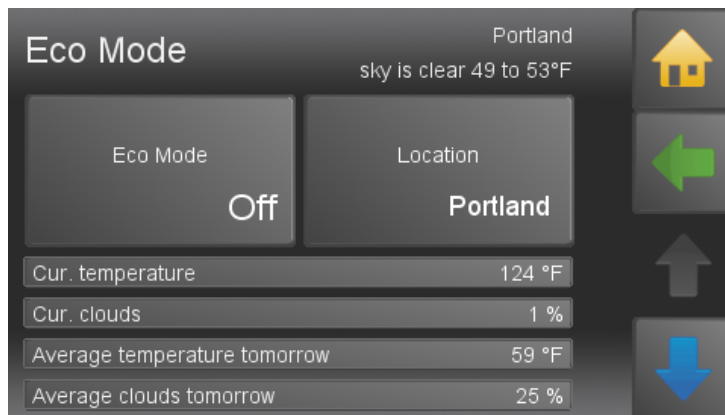 Eco Mode
Portland
sky is clear 49 to 53°F
Eco Mode
Off
Location
Portland
Cur. temperature 124 °F
Cur. clouds 1 %
Average temperature tomorrow 59 °F
Average clouds tomorrow 25 %